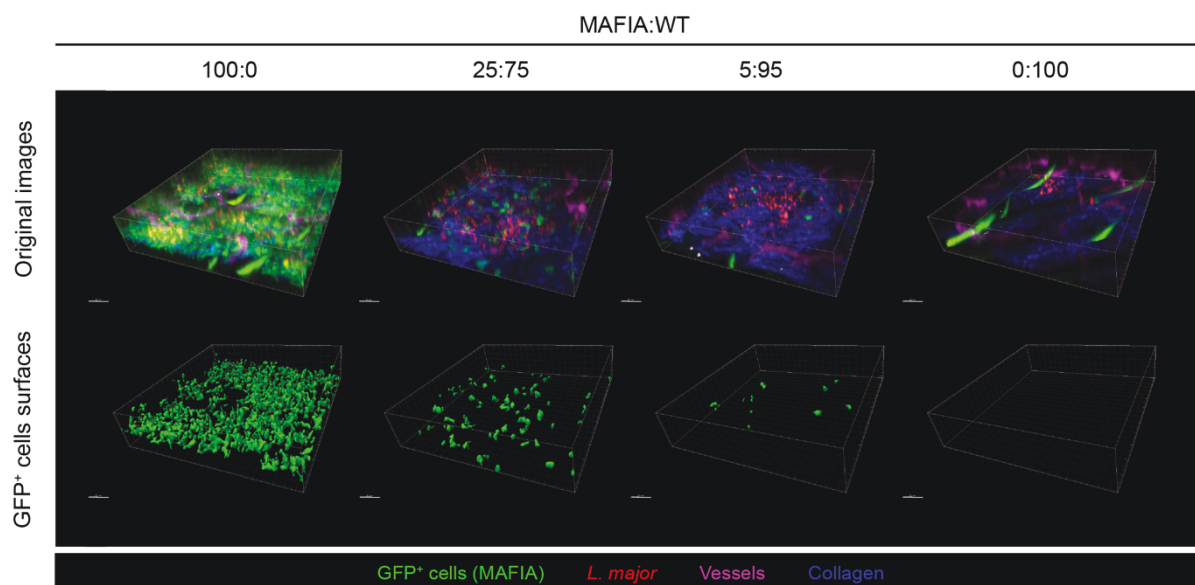 MAFIA:WT
100:0 25:75 5:95 0:100
Original images
GFP⁺ cells surfaces
GFP⁺ cells (MAFIA) L. major Vessels Collagen